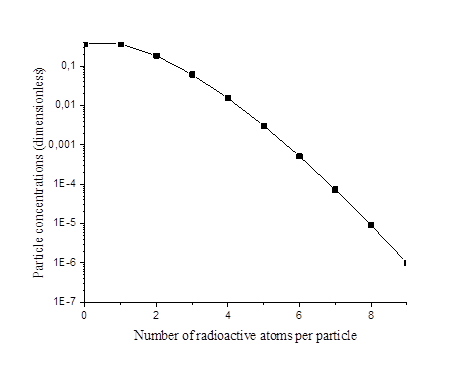 Particle concentrations (dimensionless)
0,1
0,01
0,001
1E-4
1E-5
1E-6
1E-7
0 2 4 6 8
Number of radioactive atoms per particle